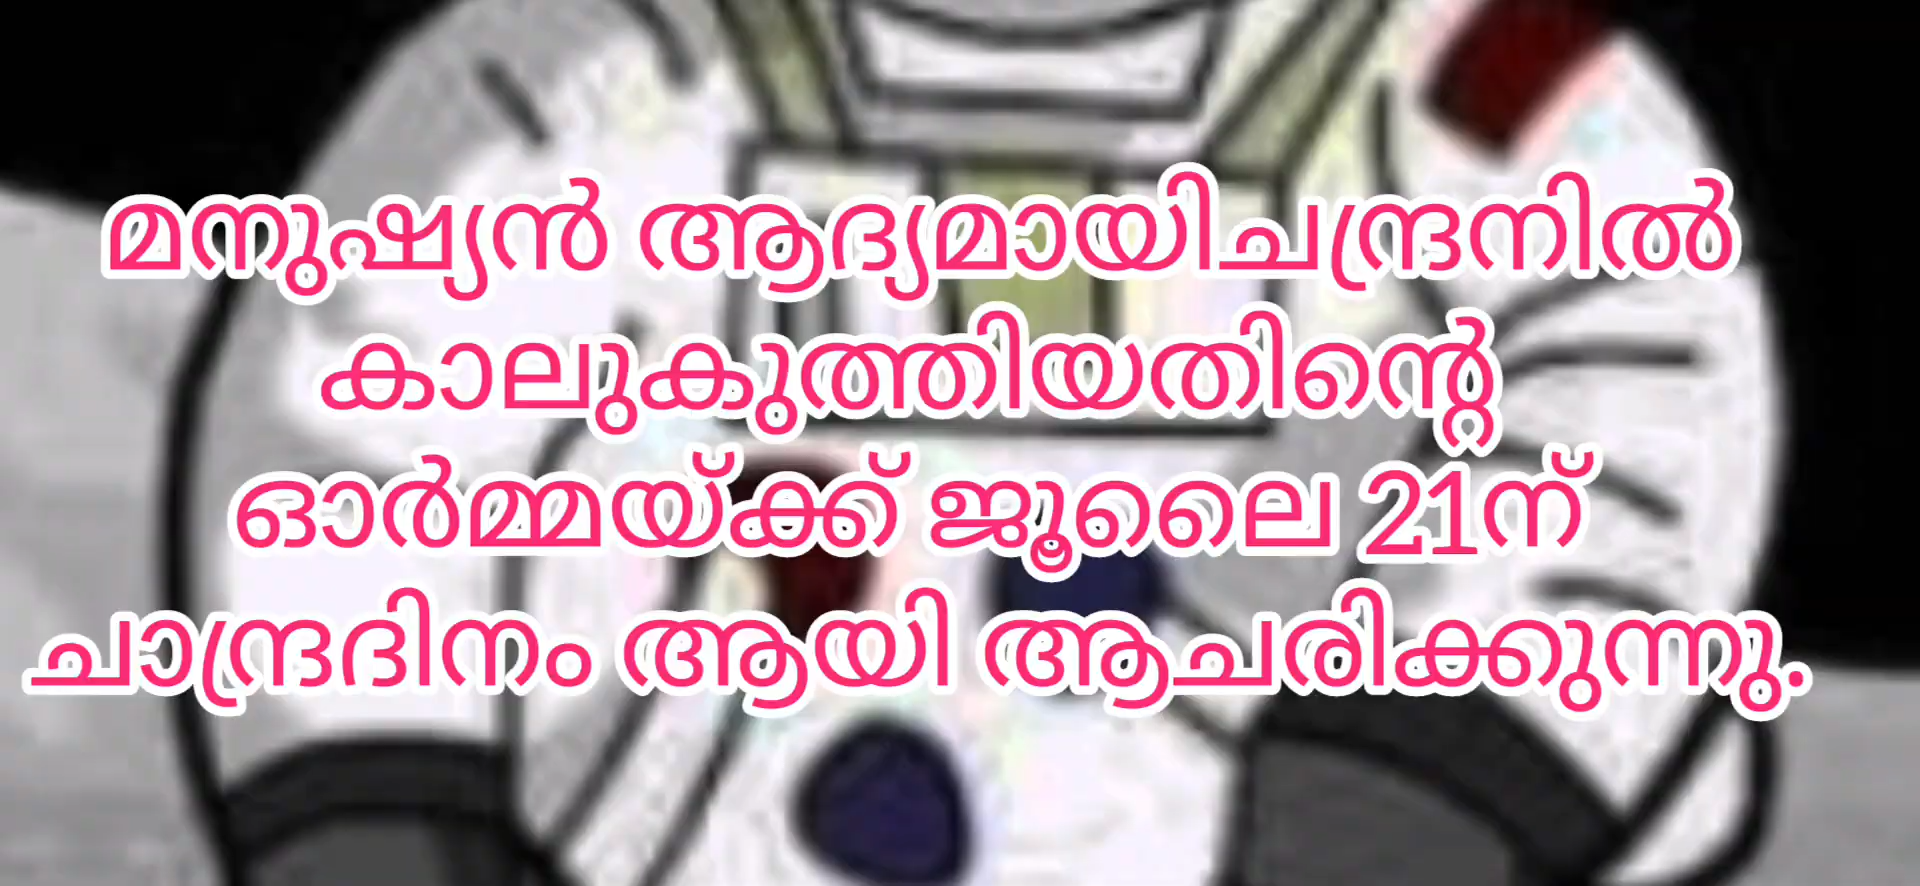 മനുഷ്യൻ ആദ്യമായിചന്ദ്രനിൽ
കാലുകുത്തിയതിന്റെ
ഓർമ്മയ്ക്ക് ജൂലൈ 21ന്
ചാന്ദ്രദിനം ആയി ആചരിക്കുന്നു.